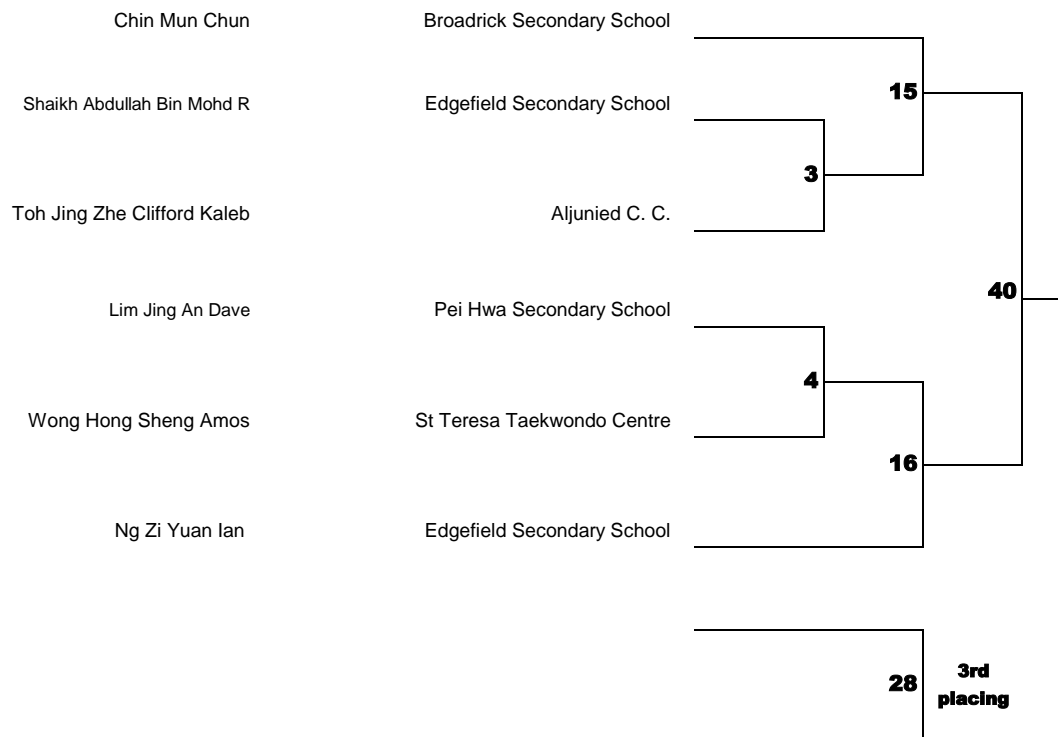 Chin Mun Chun Broadrick Secondary School
15
Shaikh Abdullah Bin Mohd R Edgefield Secondary School
3
Toh Jing Zhe Clifford Kaleb Aljunied C. C.
40
Lim Jing An Dave Pei Hwa Secondary School
4
Wong Hong Sheng Amos St Teresa Taekwondo Centre
16
Ng Zi Yuan Ian Edgefield Secondary School
28
3rd
placing